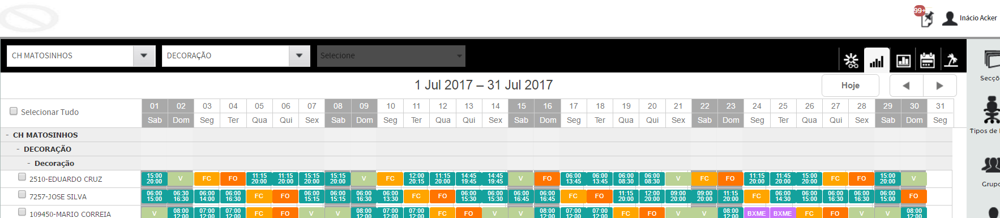 99+
Inácio Acker
CH MATOSINHOS DECORAÇÃO Selecione
1 Jul 2017 – 31 Jul 2017 Hoje
Secçõ
Selecionar Tudo 01 02 03 04 05 06 07 08 09 10 11 12 13 14 15 16 17 18 19 20 21 22 23 24 25 26 27 28 29 30 31
Sab Dom Seg Ter Qua Qui Sex Sab Dom Seg Ter Qua Qui Sex Sab Dom Seg Ter Qua Qui Sex Sab Dom Seg Ter Qua Qui Sex Sab Dom Seg
Tipos de
- CH MATOSINHOS
- DECORAÇÃO
- Decoração
2510-EDUARDO CRUZ 15:00 V FC FO 11:15 11:15 15:15 15:15 V FC 12:00 11:15 14:45 14:45 V FO 06:00 06:00 06:00 06:00 V FC FO 11:15 11:45 15:00 FC FO 15:00 V
20:00 20:00 20:00 20:00 20:00 20:15 20:00 19:45 19:45 13:45 13:45 08:30 08:30 20:00 20:00 20:00 20:00
Grupo
7257-JOSE SILVA 06:00 06:30 06:00 06:00 FC FO 06:00 06:00 06:00 06:00 FC FO 06:00 06:00 06:00 06:00 FC FO 11:15 12:00 09:00 09:00 11:15 FC 06:00 06:00 06:00 06:00 06:00 FO
15:00 16:30 14:00 16:30 15:15 15:15 16:30 13:30 15:30 15:30 16:45 16:45 20:00 20:00 20:00 20:00 20:00 14:30 15:00 16:30 16:30 15:00
109450-MARIO CORREIA V 08:00 07:00 07:00 FC FO V V 08:00 07:00 07:00 FC FO V V 08:00 07:00 07:00 FC FO V V 08:00 BXME BXME FC FO V V 08:00
12:00 12:00 12:00 12:00 12:00 12:00 12:00 12:00 12:00 12:00 12:00